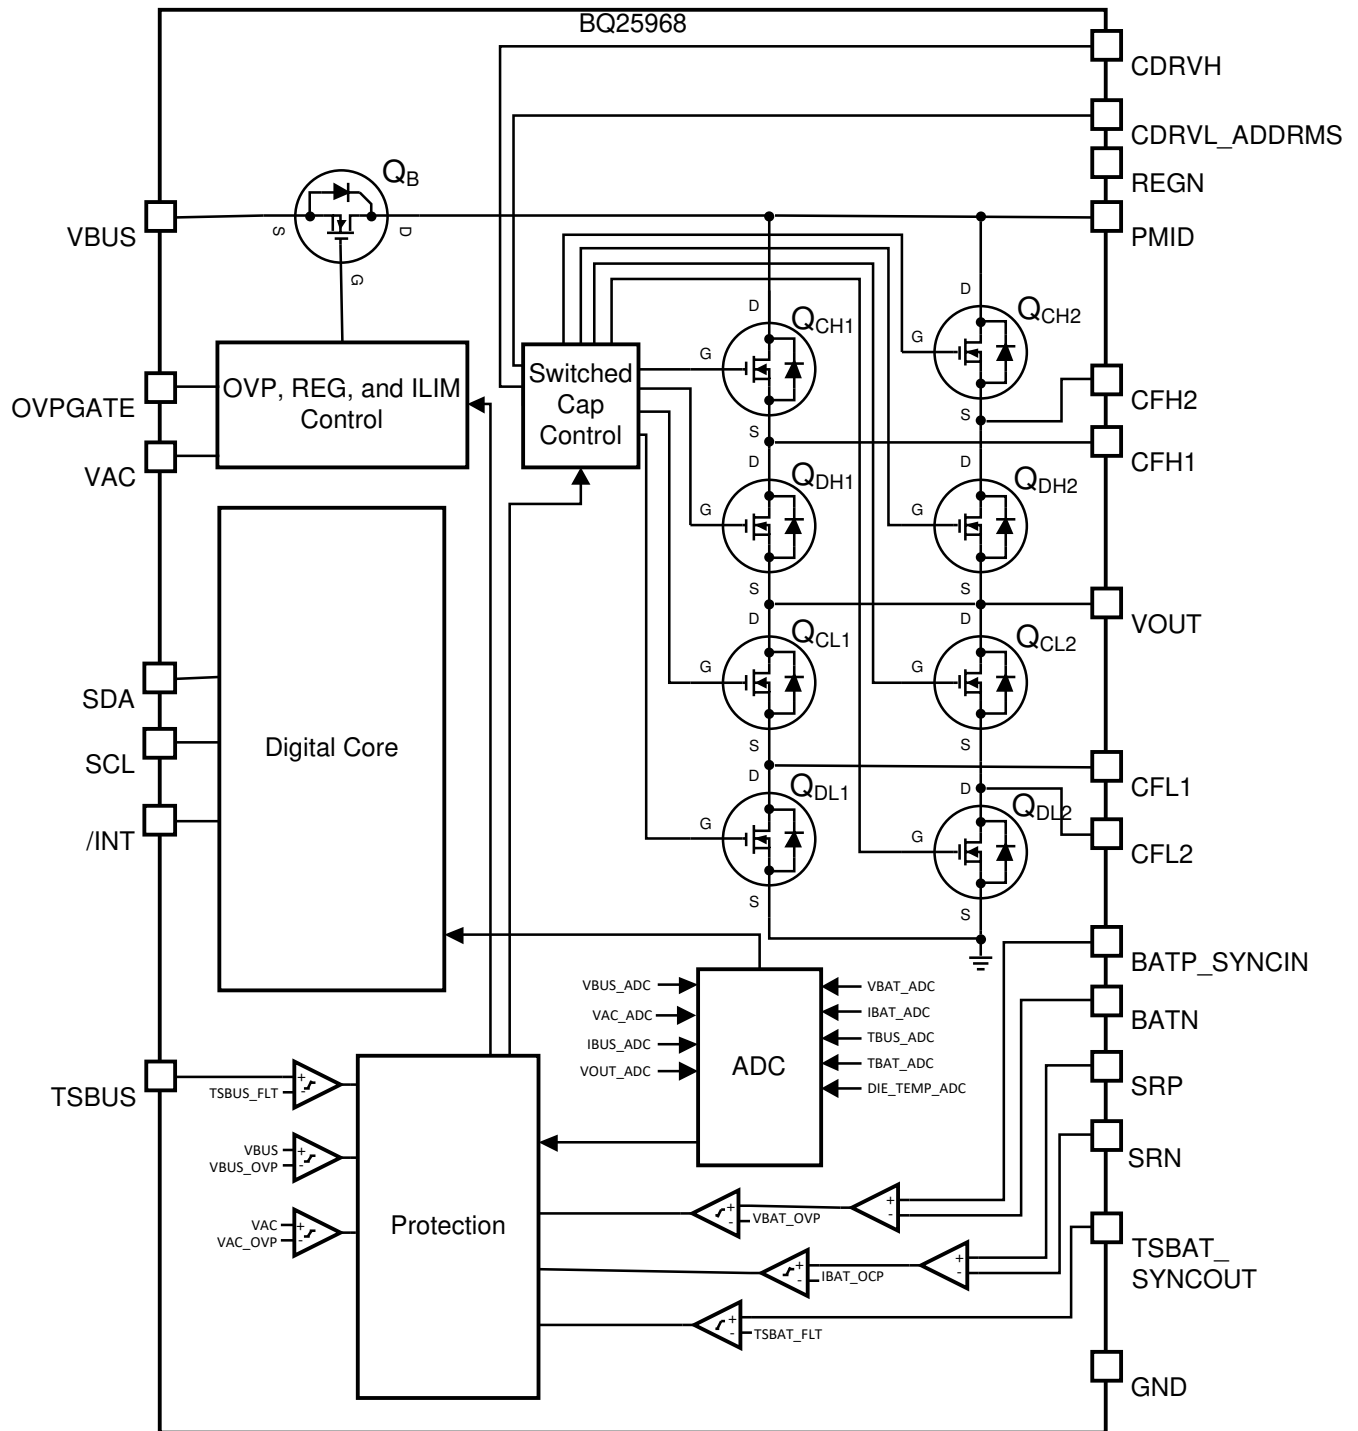 BQ25968
CDRVH
CDRVL_ADDRMS
REGN
PMID
VBUS
QB
S
D
G
OVP, REG, and ILIM
Control
OVPGATE
VAC
Switched
Cap
Control
D
QCH1
G
S
D
QCH2
G
S
CFH2
CFH1
D
QDH1
G
S
D
QDH2
G
S
VOUT
D
QCL1
G
S
D
QCL2
G
S
CFL1
D
QDL1
G
S
D
QDL2
G
S
CFL2
SDA
SCL
/INT
Digital Core
BATP_SYNCIN
BATN
SRP
SRN
TSBAT_
SYNCOUT
GND
VBUS_ADC
VAC_ADC
IBUS_ADC
VOUT_ADC
ADC
VBAT_ADC
IBAT_ADC
TBUS_ADC
TBAT_ADC
DIE_TEMP_ADC
TSBUS
+
-
TSBUS_FLT
VBUS
+
VBUS_OVP
-
VAC
+
VAC_OVP
-
Protection
+
-
VBAT_OVP
+
-
+
-
IBAT_OCP
+
-
+
-
TSBAT_FLT